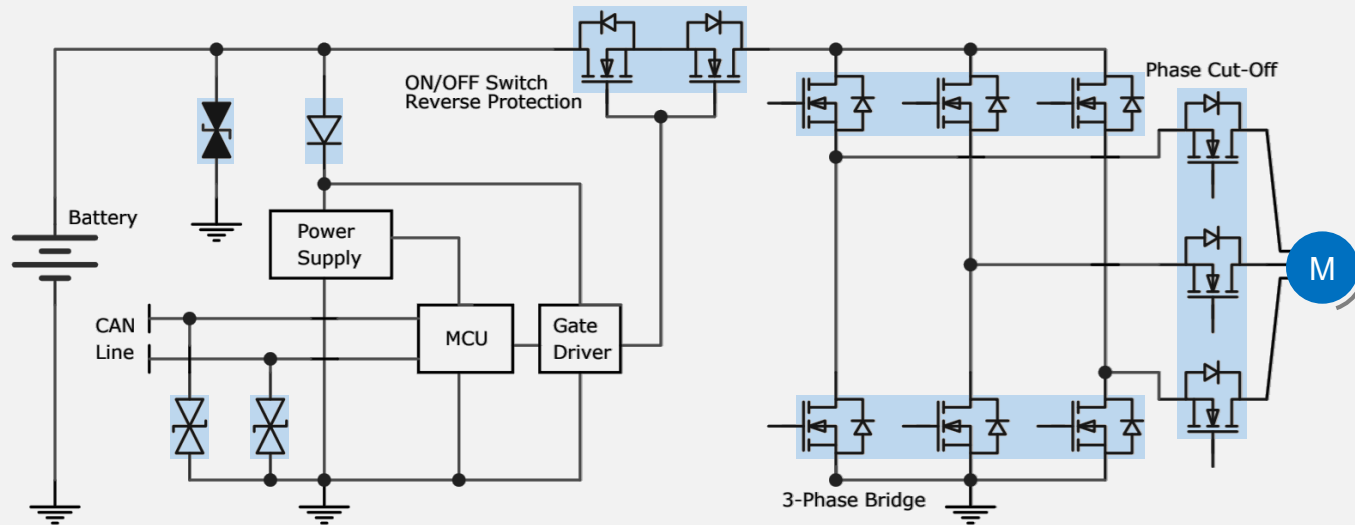 ON/OFF Switch
Reverse Protection
Phase Cut-Off
Battery
Power
Supply
M
CAN
Line
MCU
Gate
Driver
3-Phase Bridge